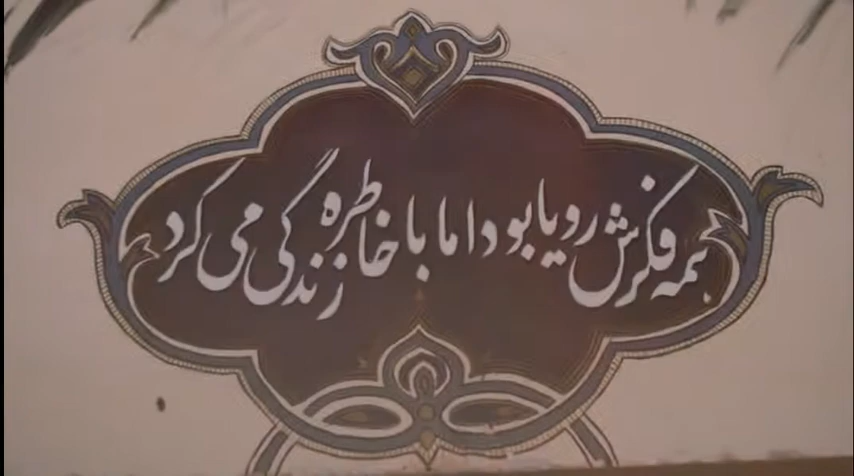 همه فکرش رویا بود اما با خاطره زندگی می کرد